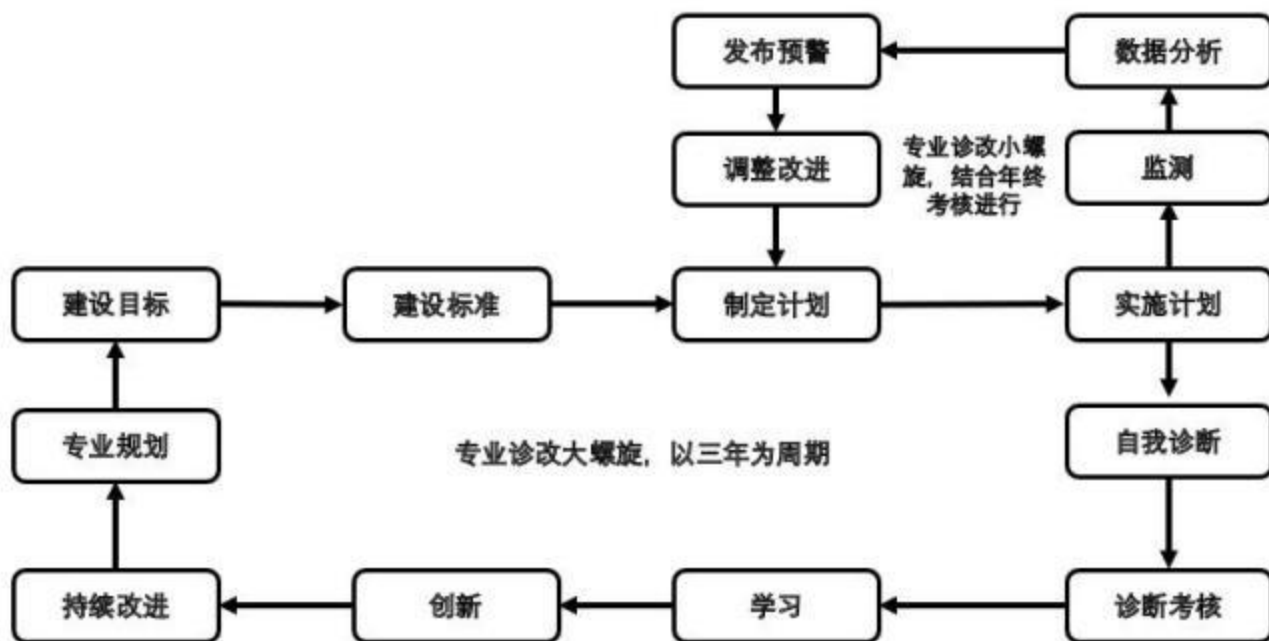 发布预警
数据分析
调整改进
专业诊改小螺
旋，结合年终
考核进行
监测
建设目标
建设标准
制定计划
实施计划
专业规划
专业诊改大螺旋，以三年为周期
自我诊断
持续改进
创新
学习
诊断考核